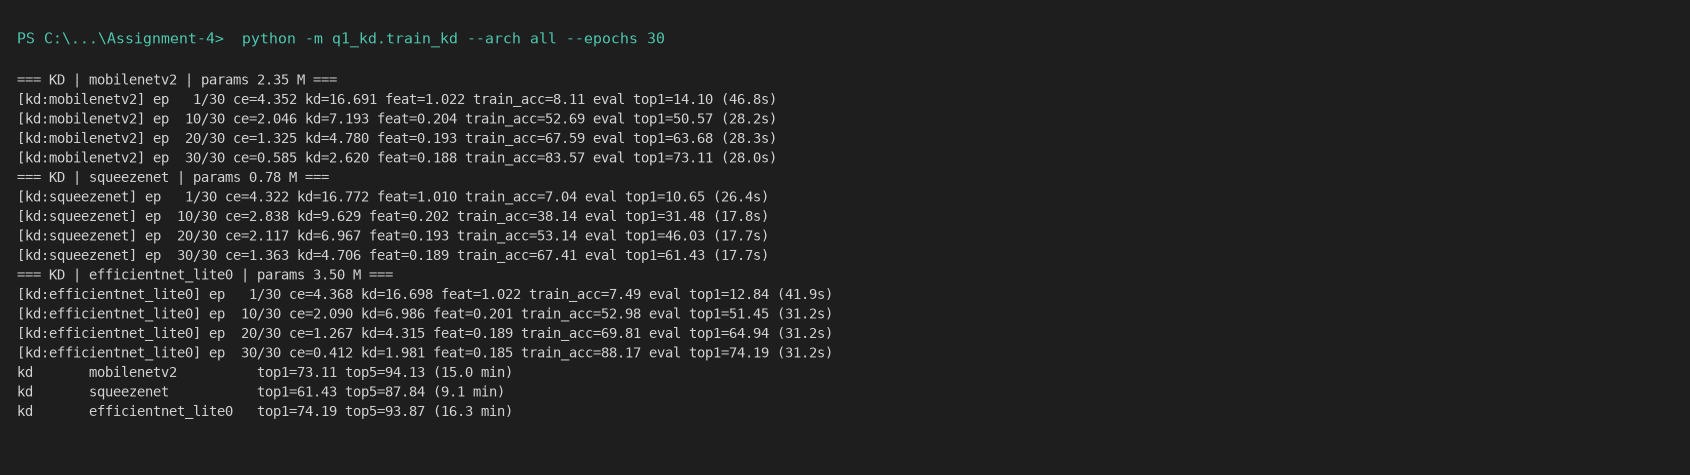 PS C:\...\Assignment-4>  python -m q1_kd.train_kd --arch all --epochs 30
=== KD | mobilenetv2 | params 2.35 M ===
[kd:mobilenetv2] ep   1/30 ce=4.352 kd=16.691 feat=1.022 train_acc=8.11 eval top1=14.10 (46.8s)
[kd:mobilenetv2] ep  10/30 ce=2.046 kd=7.193 feat=0.204 train_acc=52.69 eval top1=50.57 (28.2s)
[kd:mobilenetv2] ep  20/30 ce=1.325 kd=4.780 feat=0.193 train_acc=67.59 eval top1=63.68 (28.3s)
[kd:mobilenetv2] ep  30/30 ce=0.585 kd=2.620 feat=0.188 train_acc=83.57 eval top1=73.11 (28.0s)
=== KD | squeezenet | params 0.78 M ===
[kd:squeezenet] ep   1/30 ce=4.322 kd=16.772 feat=1.010 train_acc=7.04 eval top1=10.65 (26.4s)
[kd:squeezenet] ep  10/30 ce=2.838 kd=9.629 feat=0.202 train_acc=38.14 eval top1=31.48 (17.8s)
[kd:squeezenet] ep  20/30 ce=2.117 kd=6.967 feat=0.193 train_acc=53.14 eval top1=46.03 (17.7s)
[kd:squeezenet] ep  30/30 ce=1.363 kd=4.706 feat=0.189 train_acc=67.41 eval top1=61.43 (17.7s)
=== KD | efficientnet_lite0 | params 3.50 M ===
[kd:efficientnet_lite0] ep   1/30 ce=4.368 kd=16.698 feat=1.022 train_acc=7.49 eval top1=12.84 (41.9s)
[kd:efficientnet_lite0] ep  10/30 ce=2.090 kd=6.986 feat=0.201 train_acc=52.98 eval top1=51.45 (31.2s)
[kd:efficientnet_lite0] ep  20/30 ce=1.267 kd=4.315 feat=0.189 train_acc=69.81 eval top1=64.94 (31.2s)
[kd:efficientnet_lite0] ep  30/30 ce=0.412 kd=1.981 feat=0.185 train_acc=88.17 eval top1=74.19 (31.2s)
kd       mobilenetv2          top1=73.11 top5=94.13 (15.0 min)
kd       squeezenet           top1=61.43 top5=87.84 (9.1 min)
kd       efficientnet_lite0   top1=74.19 top5=93.87 (16.3 min)